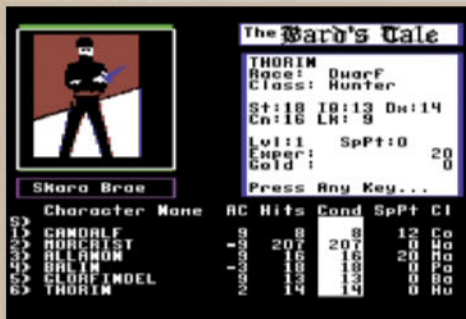 The Bard's Tale
THORIN
Race: Dwarf
Class: Hunter
St:18 IQ:13 Dx:14
Cn:16 LK: 9
Lvl:1 SpPt:0
Exper: 20
Gold : 0
Press Any Key...
Skara Brae
Character Name AC Hits Cond SpPt Cl
S>
1> GANDALF 9 8 8 12 Co
2> MORCRIST -9 207 207 0 Wa
3> ALLANON 9 16 16 20 Ma
4> BALIN -3 18 18 0 Pa
5> GLORFINDEL 9 13 13 0 Ba
6> THORIN 2 14 14 0 Hu